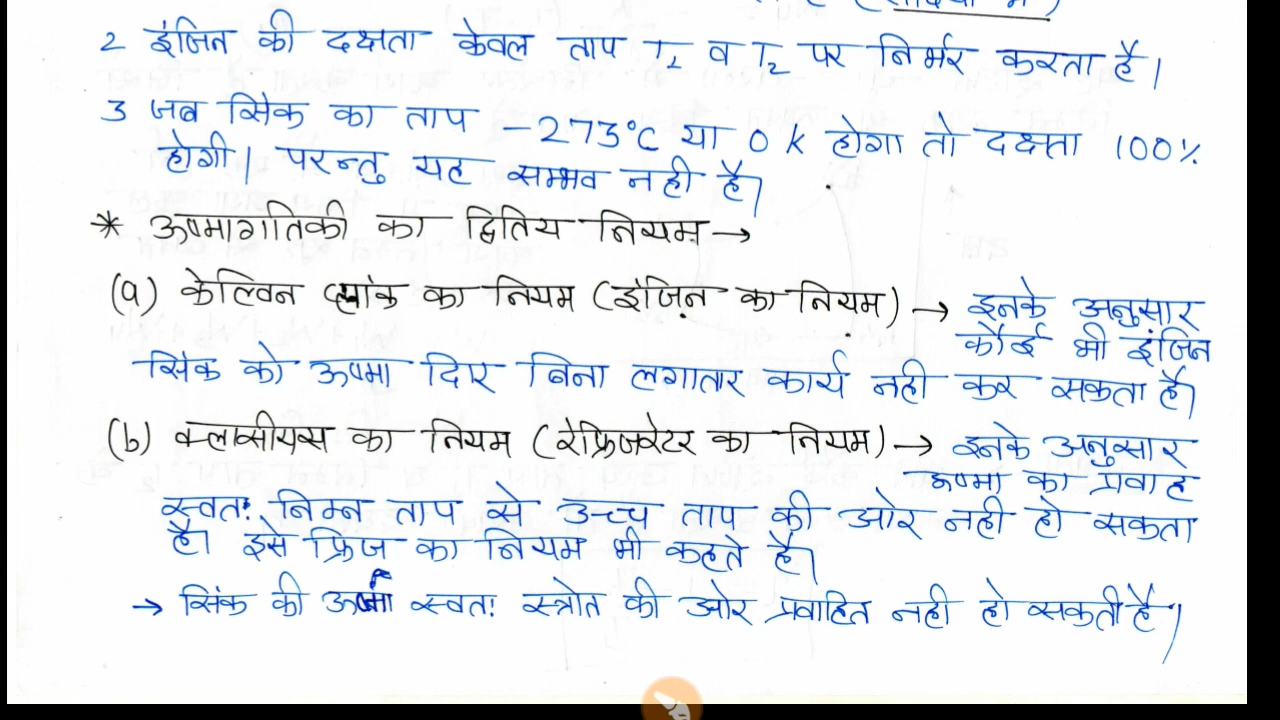 2 इंजिन की दक्षता केवल ताप T₂ व T₂ पर निर्भर करता है।
3 जब सिंक का ताप -273°C या 0 k होगा तो दक्षता 100%
होगी। परन्तु यह सम्भव नही है।
* ऊष्मागतिकी का द्वितिय नियम →
(a) केल्विन प्लांक का नियम (इंजिन का नियम) → इनके अनुसार
कोई भी इंजिन
सिंक को ऊष्मा दिए बिना लगातार कार्य नही कर सकता है।
(b) क्लासीयस का नियम (रेफ्रिजरेटर का नियम) → इनके अनुसार
ऊष्मा का प्रवाह
स्वतः निम्न ताप से उच्च ताप की ओर नही हो सकता
है। इसे फ्रिज का नियम भी कहते है।
→ सिंक की ऊर्जा स्वतः स्त्रोत की ओर प्रवाहित नही हो सकती है।